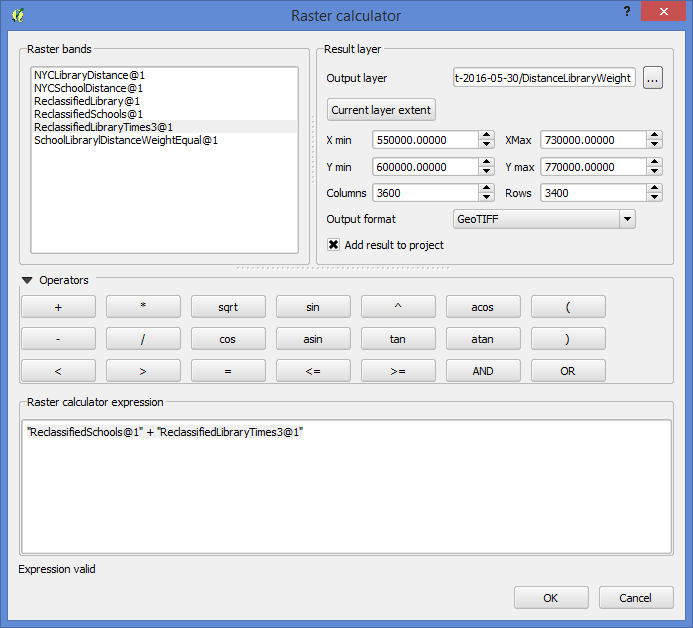 Raster calculator
?
Raster bands
NYCLibraryDistance@1
NYCSchoolDistance@1
ReclassifiedLibrary@1
ReclassifiedSchools@1
ReclassifiedLibraryTimes3@1
SchoolLibrarylDistanceWeightEqual@1
Result layer
Output layer t-2016-05-30/DistanceLibraryWeight ...
Current layer extent
X min 550000.00000 XMax 730000.00000
Y min 600000.00000 Y max 770000.00000
Columns 3600 Rows 3400
Output format GeoTIFF
Add result to project
Operators
+ * sqrt sin ^ acos (
- / cos asin tan atan )
< > = <= >= AND OR
Raster calculator expression
"ReclassifiedSchools@1" + "ReclassifiedLibraryTimes3@1"
Expression valid
OK Cancel